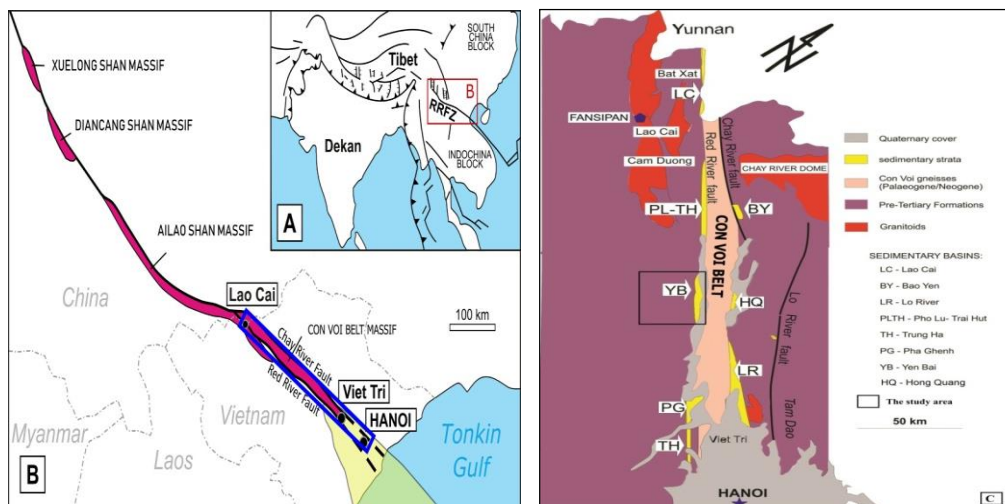 B
XUELONG SHAN MASSIF
DIANCANG SHAN MASSIF
AILAO SHAN MASSIF
China
Lao Cai
CON VOI BELT MASSIF
Chay River Fault
Red River Fault
100 km
Viet Tri
HANOI
Vietnam
Myanmar
Laos
Tonkin
Gulf
B
SOUTH
CHINA
BLOCK
Tibet
B
RRFZ
Dekan
INDOCHINA
BLOCK
A
Yunnan
N
Bat Xat
LC
FANSIPAN
Lao Cai
Cam Duong
Red River fault
Chay River fault
CHAY RIVER DOME
PL-TH
BY
CON VOI BELT
YB
HQ
Lo River fault
LR
PG
Tam Dao
Viet Tri
TH
HANOI
Quaternary cover
sedimentary strata
Con Voi gneisses
(Palaeogene/Neogene)
Pre-Tertiary Formations
Granitoids
SEDIMENTARY BASINS:
LC - Lao Cai
BY - Bao Yen
LR - Lo River
PLTH - Pho Lu- Trai Hut
TH - Trung Ha
PG - Pha Ghenh
YB - Yen Bai
HQ - Hong Quang
The study area
50 km
C